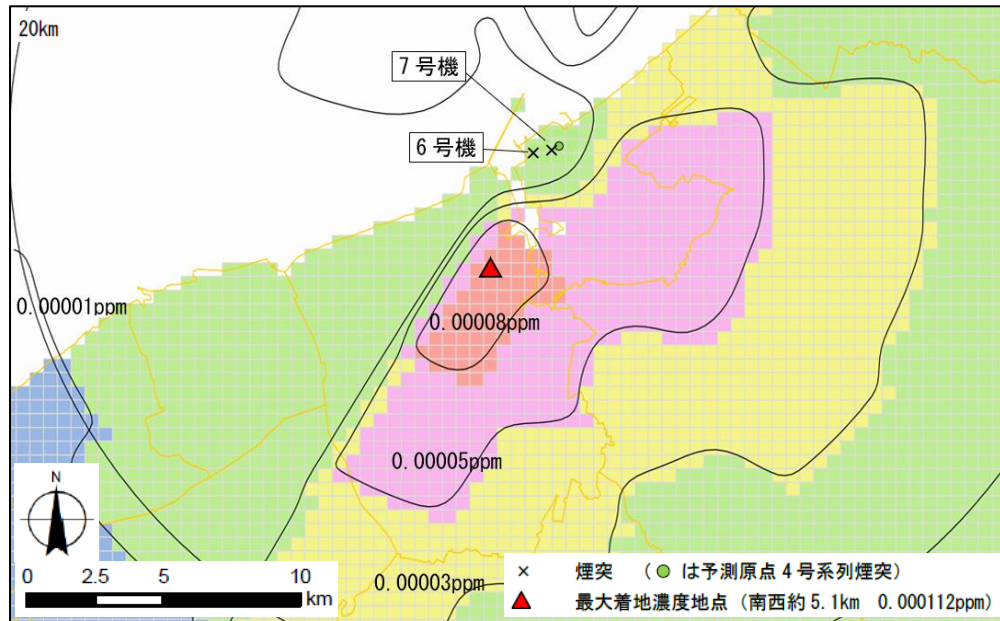 20km
7号機
6号機
0.00001ppm
0.00008ppm
0.00005ppm
0.00003ppm
N
0 2.5 5 10
km
× 煙突 (● は予測原点4号系列煙突)
▲ 最大着地濃度地点 (南西約5.1km 0.000112ppm)